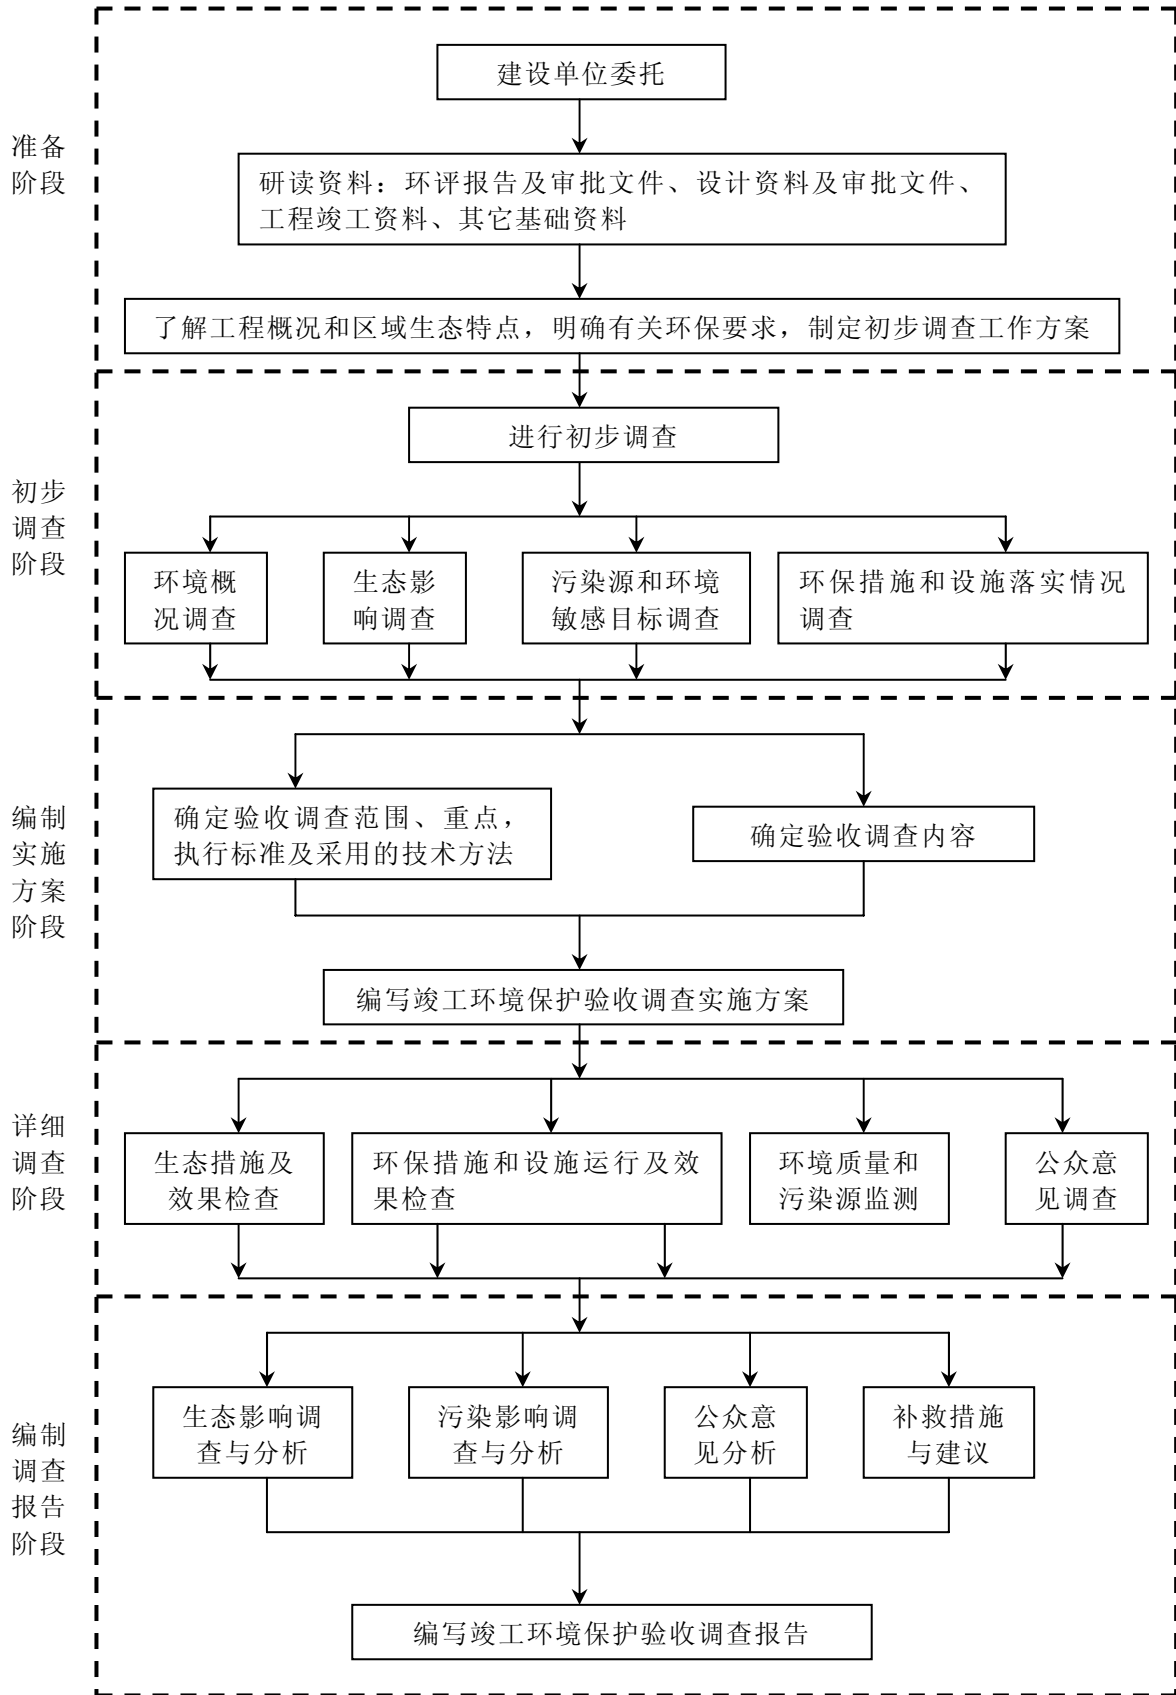 建设单位委托
准备
阶段
研读资料：环评报告及审批文件、设计资料及审批文件、
工程竣工资料、其它基础资料
了解工程概况和区域生态特点，明确有关环保要求，制定初步调查工作方案
进行初步调查
初步
调查
阶段
环境概
况调查
生态影
响调查
污染源和环境
敏感目标调查
环保措施和设施落实情况
调查
编制
实施
方案
阶段
确定验收调查范围、重点，
执行标准及采用的技术方法
确定验收调查内容
编写竣工环境保护验收调查实施方案
详细
调查
阶段
生态措施及
效果检查
环保措施和设施运行及效
果检查
环境质量和
污染源监测
公众意
见调查
编制
调查
报告
阶段
生态影响调
查与分析
污染影响调
查与分析
公众意
见分析
补救措施
与建议
编写竣工环境保护验收调查报告